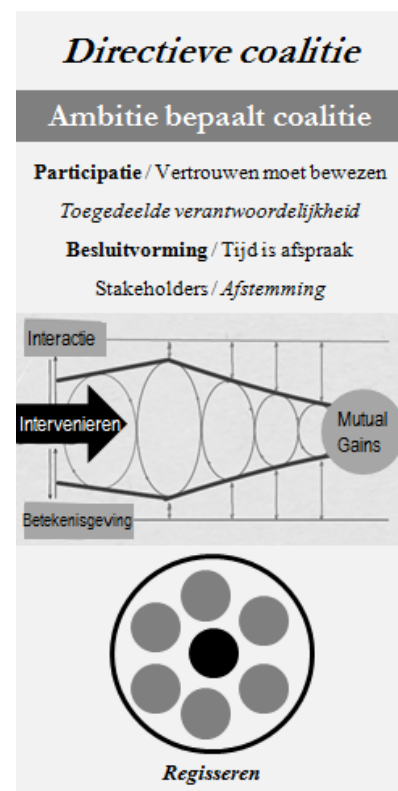 Directieve coalitie
Ambitie bepaalt coalitie
Participatie / Vertrouwen moet bewezen
Toegedeelde verantwoordelijkheid
Besluitvorming / Tijd is afspraak
Stakeholders / Afstemming
Interactie
Intervenieren
Mutual
Gains
Betekenisgeving
Regisseren